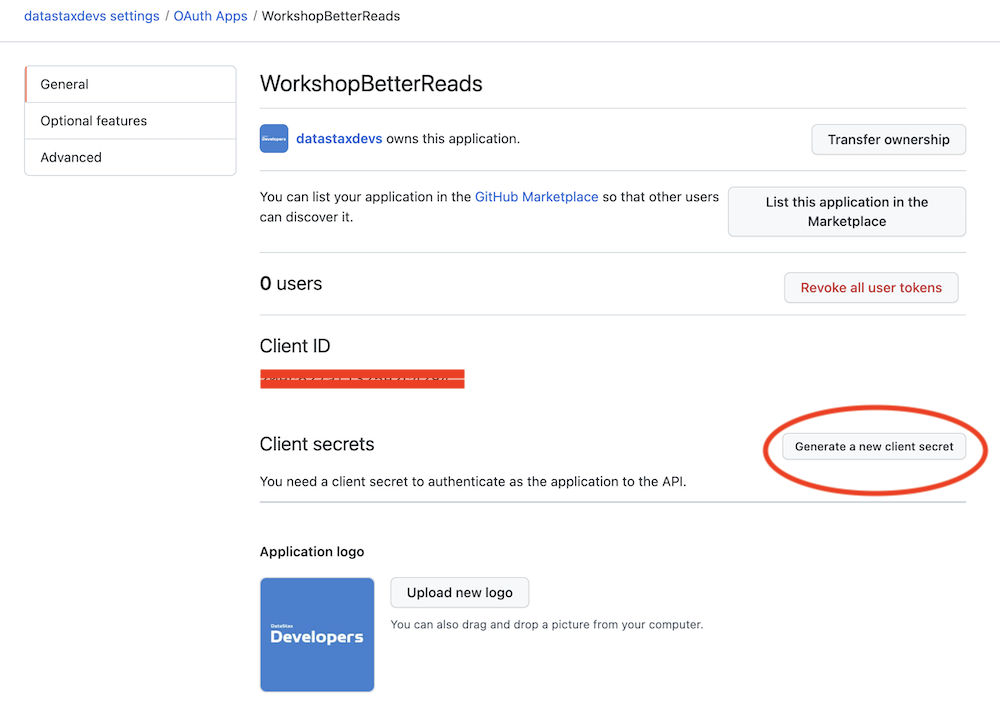 datastaxdevs settings / OAuth Apps / WorkshopBetterReads
General
Optional features
Advanced
WorkshopBetterReads
Developers
datastaxdevs owns this application.
Transfer ownership
You can list your application in the GitHub Marketplace so that other users
can discover it.
List this application in the
Marketplace
0 users
Revoke all user tokens
Client ID
Client secrets
Generate a new client secret
You need a client secret to authenticate as the application to the API.
Application logo
DataStax
Developers
Upload new logo
You can also drag and drop a picture from your computer.